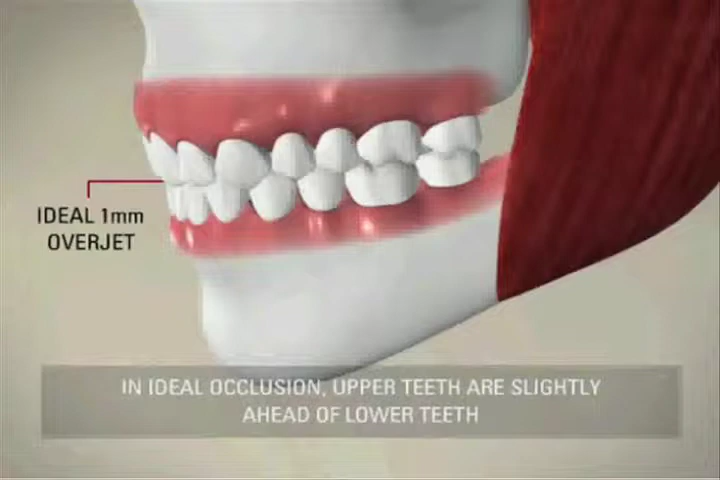 IDEAL 1mm
OVERJET
IN IDEAL OCCLUSION, UPPER TEETH ARE SLIGHTLY
AHEAD OF LOWER TEETH